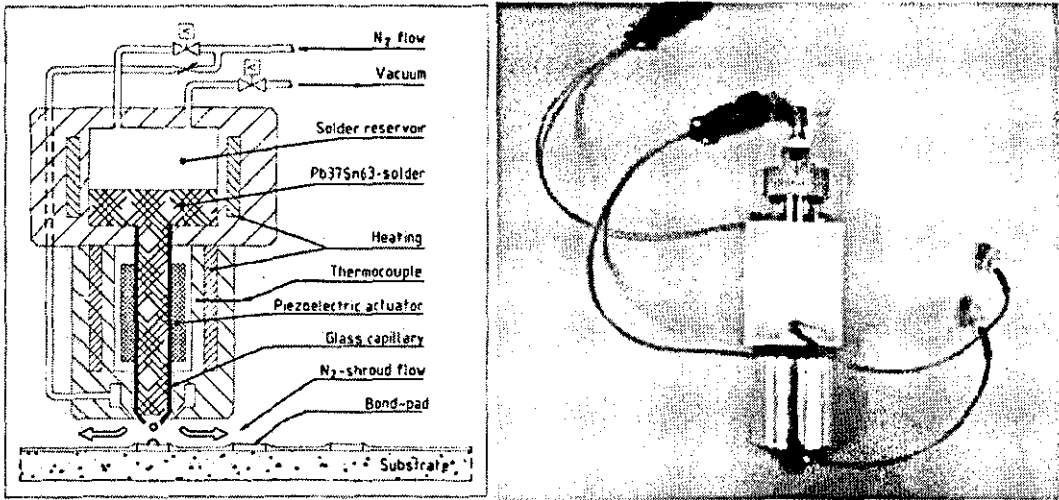 N₂ flow
Vacuum
Solder reservoir
Pb37Sn63-solder
Heating
Thermocouple
Piezoelectric actuator
Glass capillary
N₂-shroud flow
Bond-pad
Substrate